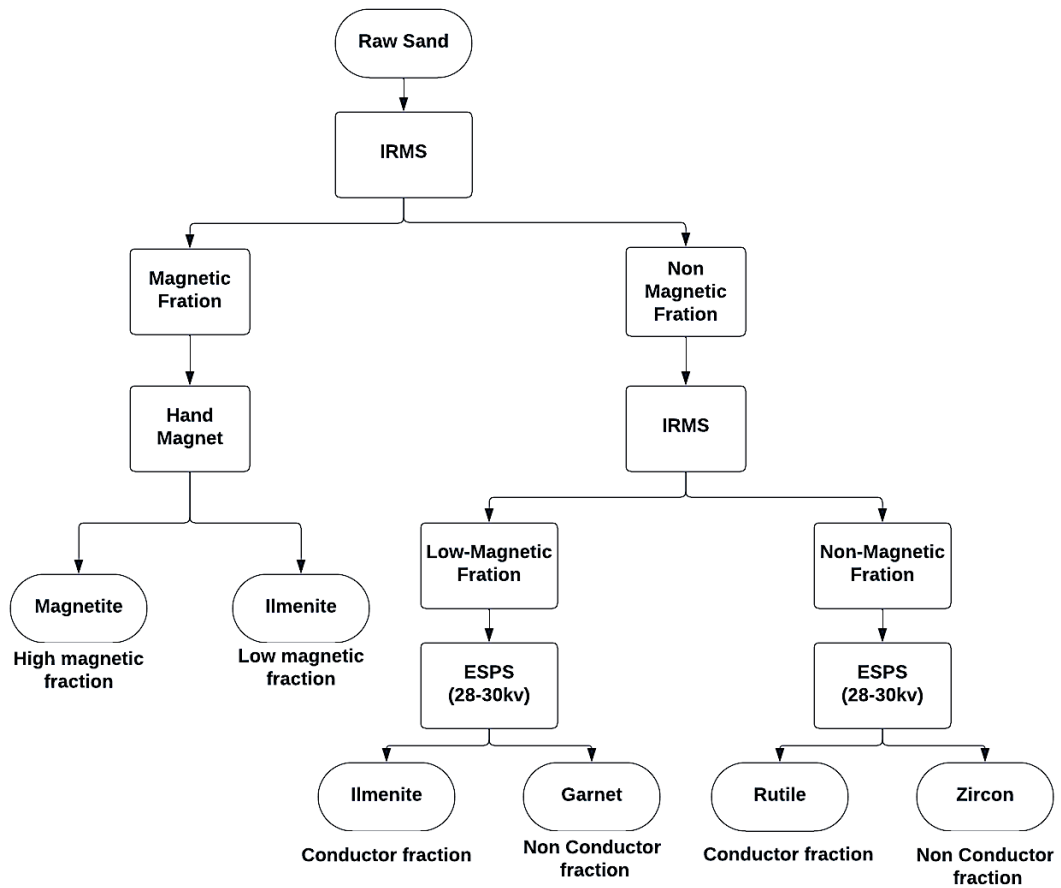 Raw Sand
IRMS
Magnetic
Fration
Non
Magnetic
Fration
Hand
Magnet
IRMS
Low-Magnetic
Fration
Non-Magnetic
Fration
Magnetite
Ilmenite
High magnetic
fraction
Low magnetic
fraction
ESPS
(28-30kv)
ESPS
(28-30kv)
Ilmenite
Garnet
Rutile
Zircon
Conductor fraction
Non Conductor
fraction
Conductor fraction
Non Conductor
fraction